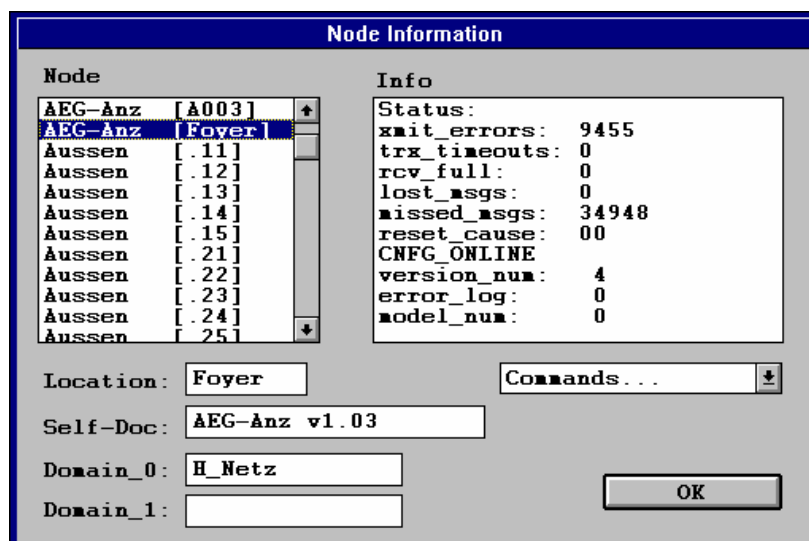 Node Information
Node
AEG-Anz [A003]
AEG-Anz [Foyer]
Aussen [.11]
Aussen [.12]
Aussen [.13]
Aussen [.14]
Aussen [.15]
Aussen [.21]
Aussen [.22]
Aussen [.23]
Aussen [.24]
Aussen [.25]
Info
Status:
xmit_errors: 9455
trx_timeouts: 0
rcv_full: 0
lost_msgs: 0
missed_msgs: 34948
reset_cause: 00
CNFG_ONLINE
version_num: 4
error_log: 0
model_num: 0
Location: Foyer
Commands...
Self-Doc: AEG-Anz v1.03
Domain_0: H_Netz
OK
Domain_1: